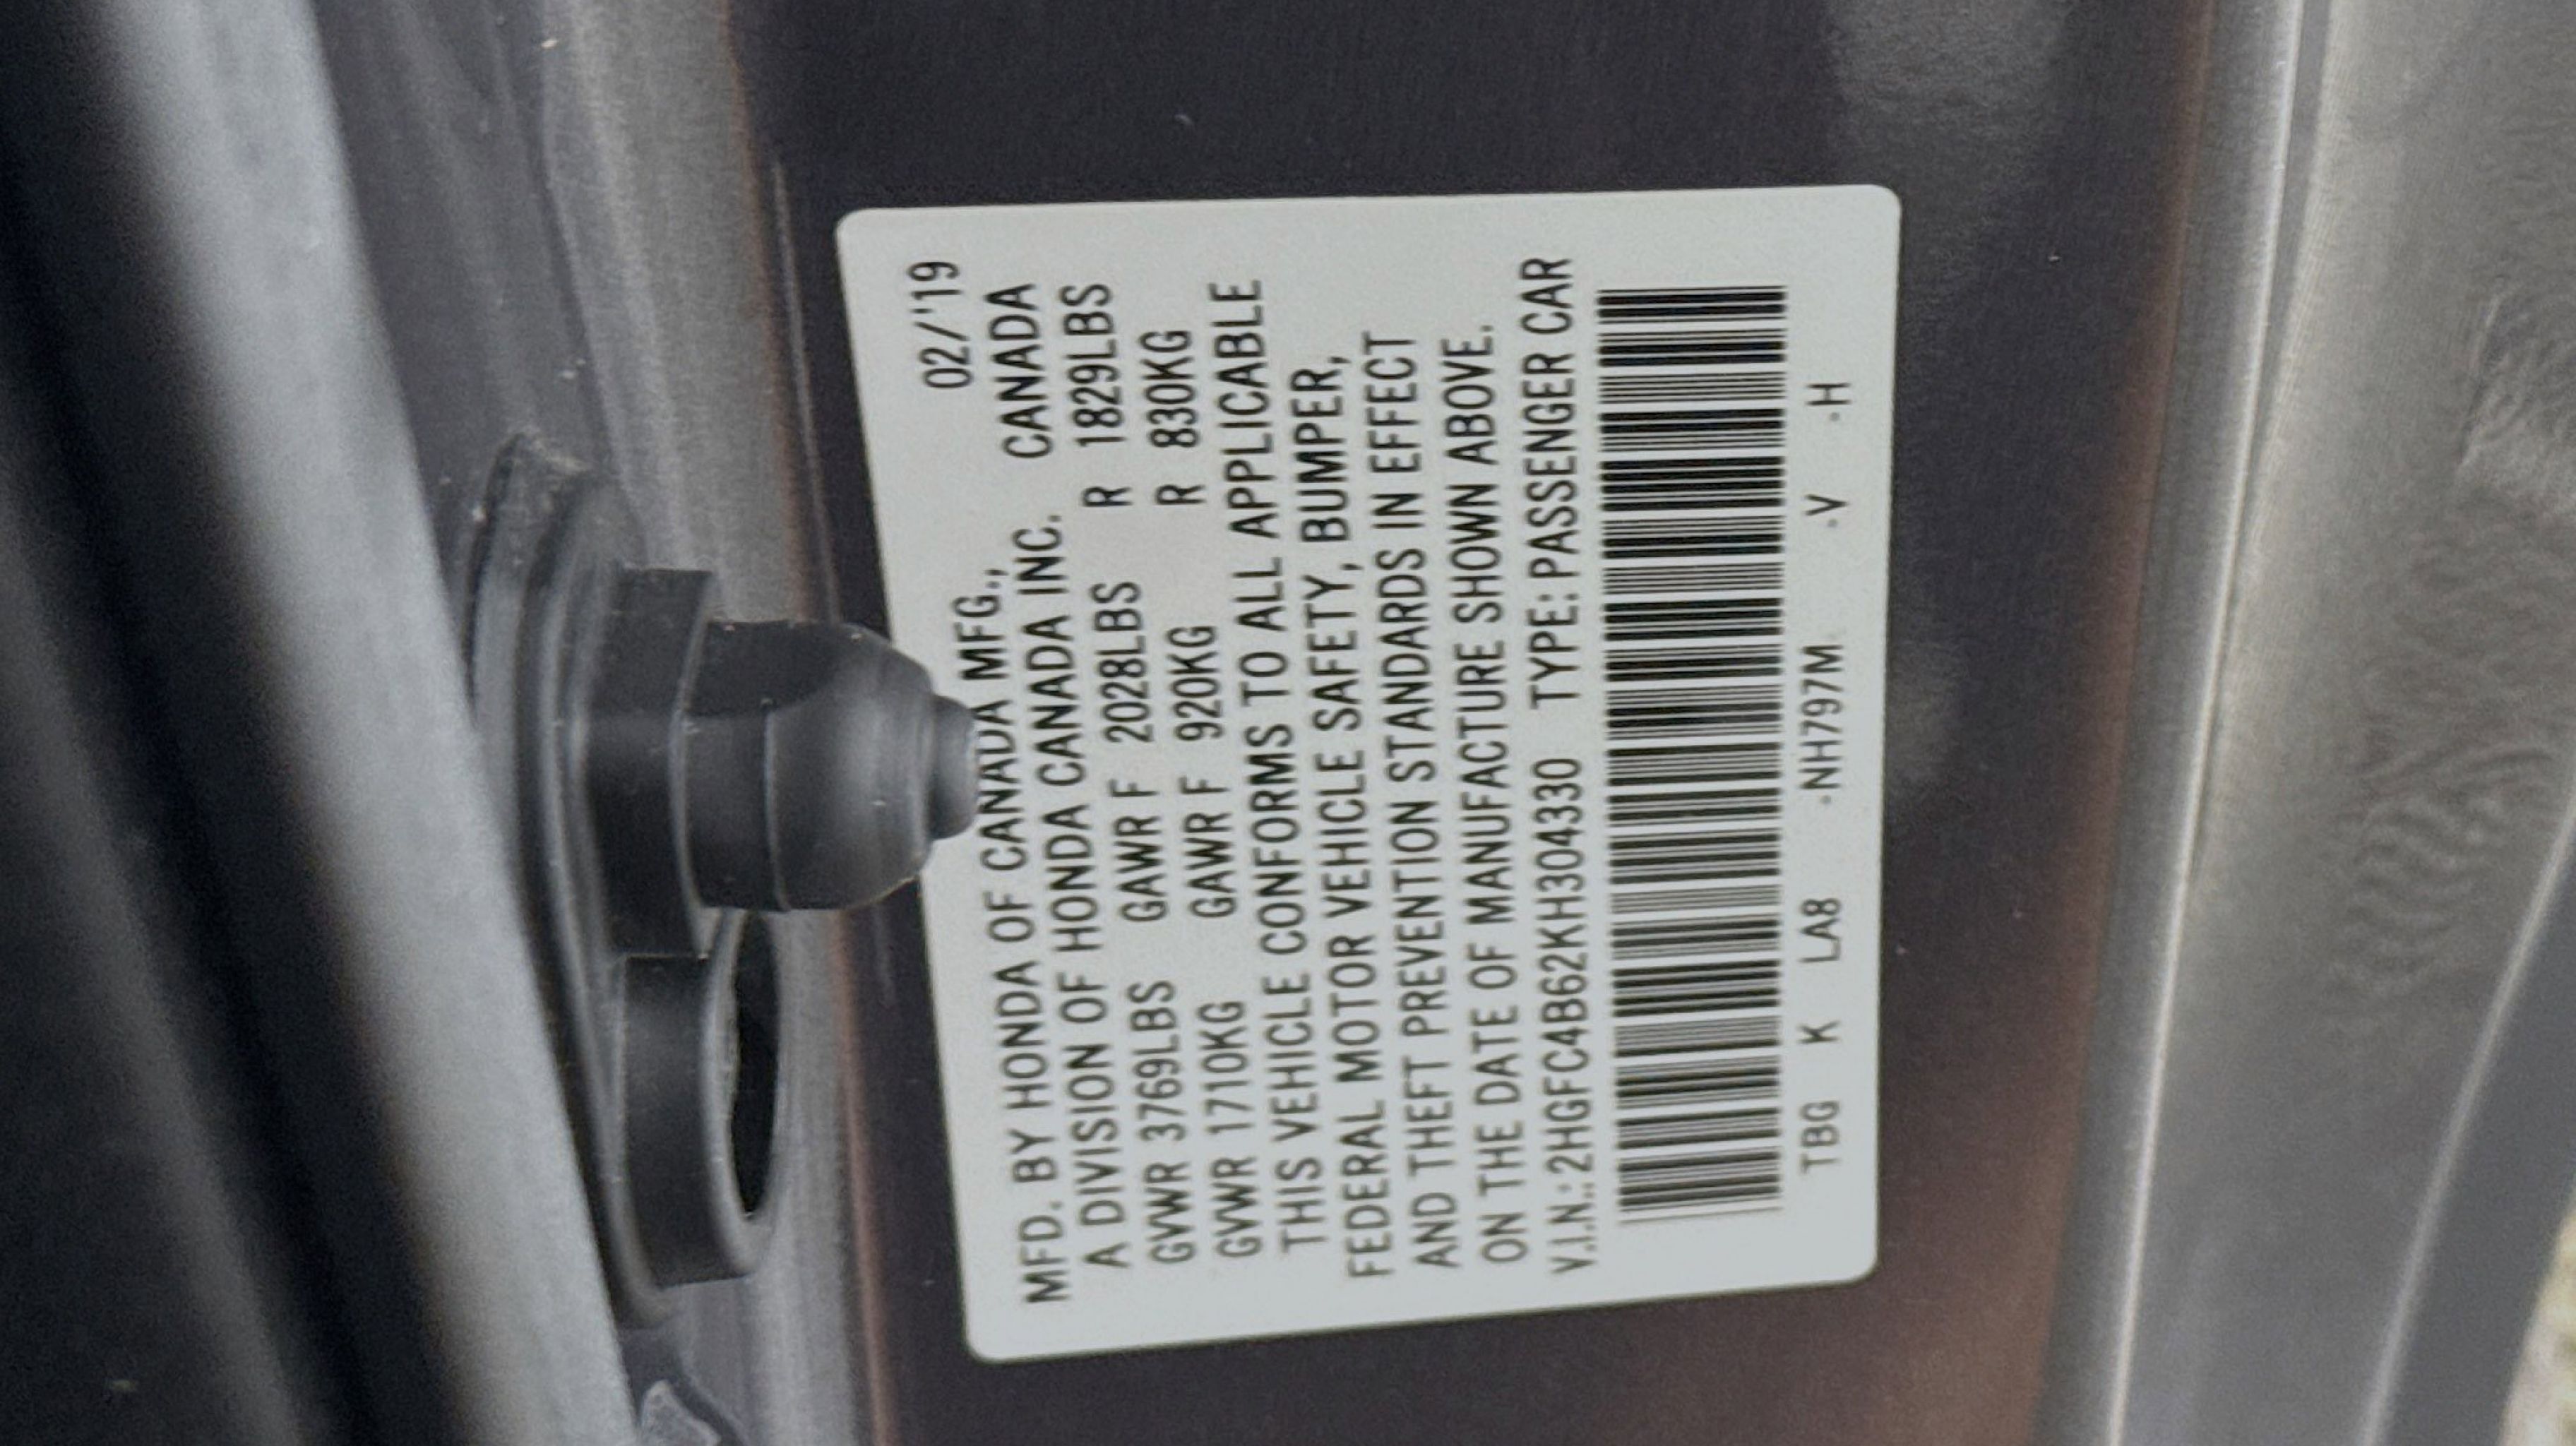 02/'19
MFD. BY HONDA OF CANADA MFG., CANADA
A DIVISION OF HONDA CANADA INC.
GVWR 3769LBS GAWR F 2028LBS R 1829LBS
GVWR 1710KG GAWR F 920KG R 830KG
THIS VEHICLE CONFORMS TO ALL APPLICABLE
FEDERAL MOTOR VEHICLE SAFETY, BUMPER,
AND THEFT PREVENTION STANDARDS IN EFFECT
ON THE DATE OF MANUFACTURE SHOWN ABOVE.
V.I.N.: 2HGFC4B62KH304330 TYPE: PASSENGER CAR
TBG K LA8 -NH797M -V -H